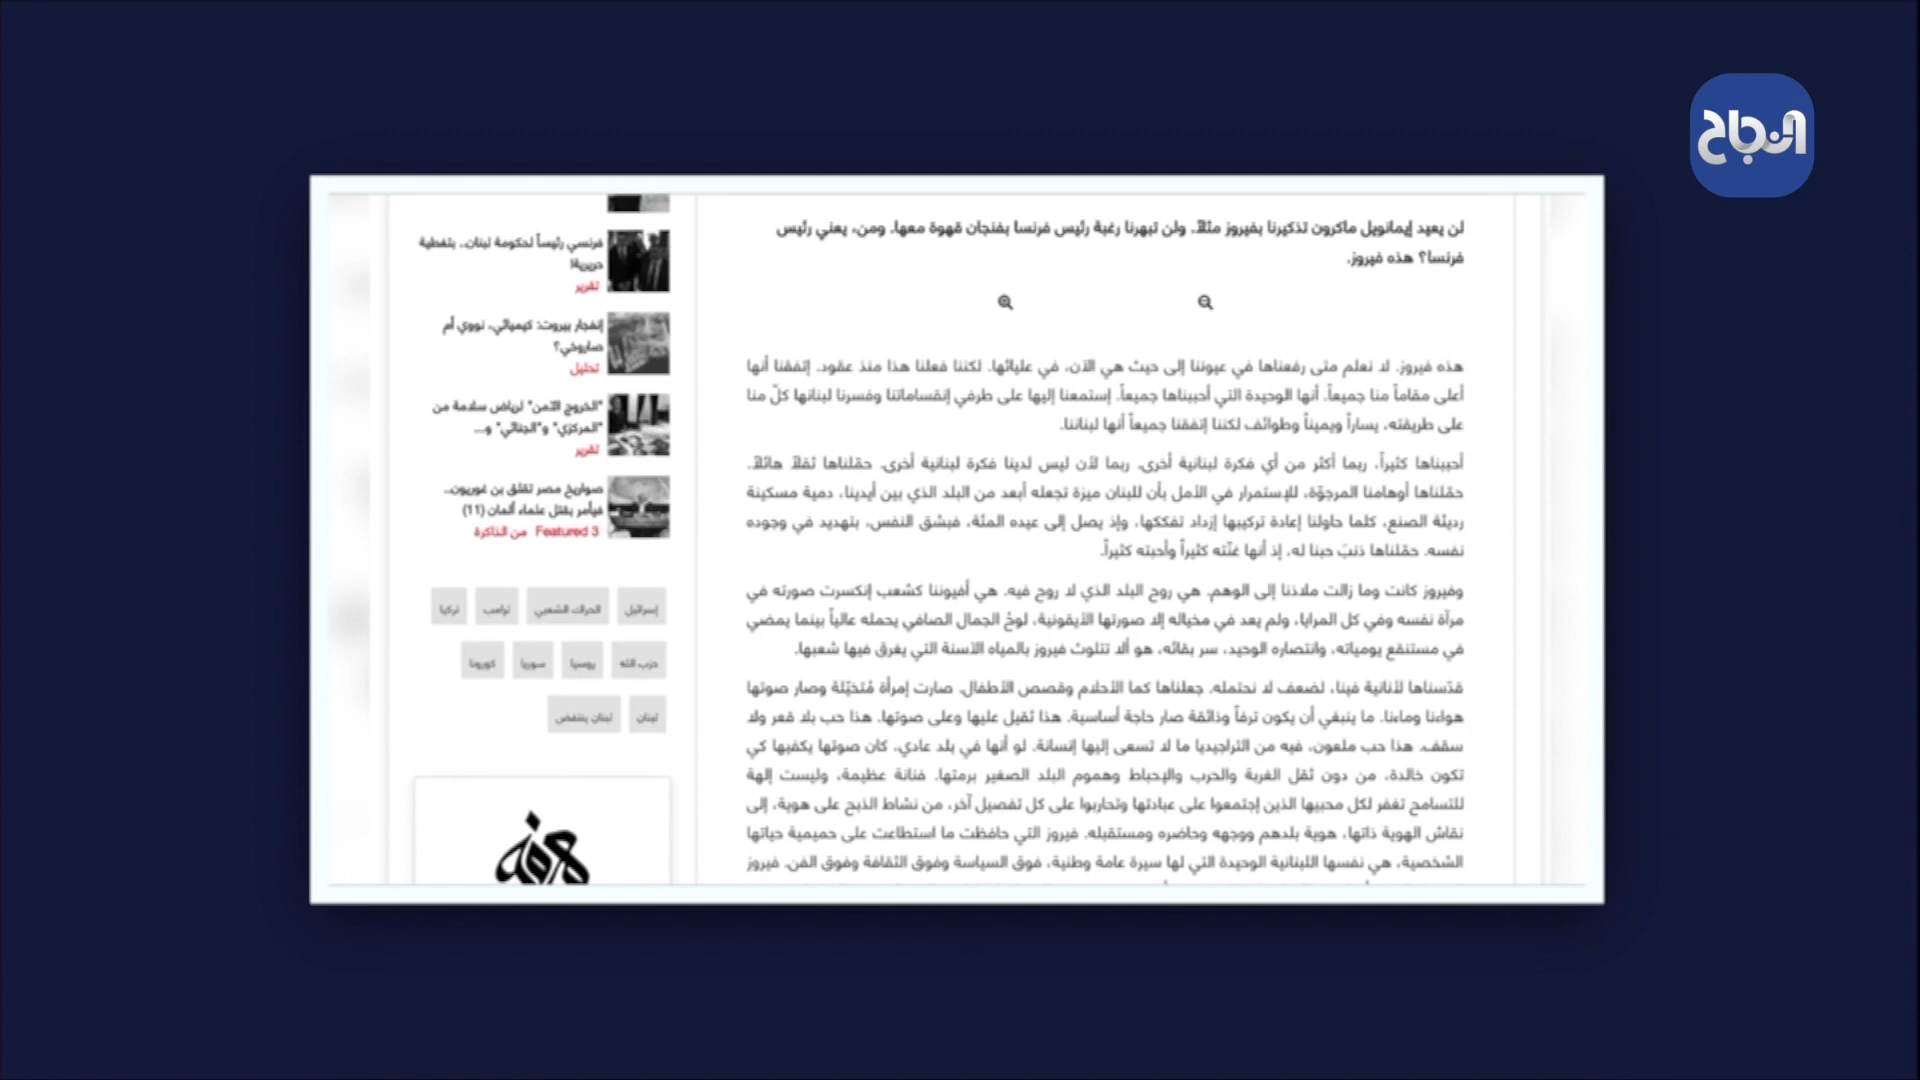 النجاح
لن يعيد إيمانويل ماكرون تذكيرنا بفيروز مثلاً. ولن تبهرنا رغبة رئيس فرنسا بفنجان قهوة معها. ومن، يعني رئيس
فرنسا؟ هذه فيروز.
هذه فيروز. لا نعلم متى رفعناها في عيوننا إلى حيث هي الآن، في عليائها. لكننا فعلنا هذا منذ عقود. إتفقنا أنها
أعلى مقاماً منا جميعاً. أنها الوحيدة التي أحببناها جميعاً. إستمعنا إليها على طرفي إنقساماتنا وفسرنا لبنانها كلّ منا
على طريقته، يساراً ويميناً وطوائف لكننا إتفقنا جميعاً أنها لبناننا.
أحببناها كثيراً، ربما أكثر من أي فكرة لبنانية أخرى. ربما لأن ليس لدينا فكرة لبنانية أخرى. حمّلناها ثقلاً هائلاً.
حمّلناها أوهامنا المرجوّة، للإستمرار في الأمل بأن للبنان ميزة تجعله أبعد من البلد الذي بين أيدينا، دمية مسكينة
رديئة الصنع، كلما حاولنا إعادة تركيبها إزداد تفككها، وإذ يصل إلى عيده المئة، فبشق النفس، بتهديد في وجوده
نفسه. حمّلناها ذنبَ حبنا له، إذ أنها غنّته كثيراً وأحبته كثيراً.
وفيروز كانت وما زالت ملاذنا إلى الوهم. هي روح البلد الذي لا روح فيه. هي أفيوننا كشعب إنكسرت صورته في
مرآة نفسه وفي كل المرايا، ولم يعد في مخياله إلا صورتها الأيقونية، لوحُ الجمال الصافي يحمله عالياً بينما يمضي
في مستنقع يومياته، وانتصاره الوحيد، سر بقائه، هو ألا تتلوث فيروز بالمياه الآسنة التي يغرق فيها شعبها.
قدّسناها لأنانية فينا، لضعف لا نحتمله. جعلناها كما الأحلام وقصص الأطفال. صارت إمرأة مُتخيّلة وصار صوتها
هواءنا وماءنا. ما ينبغي أن يكون ترفاً وذائقة صار حاجة أساسية. هذا ثقيل عليها وعلى صوتها. هذا حب بلا قعر ولا
سقف. هذا حب ملعون، فيه من التراجيديا ما لا تسعى إليها إنسانة. لو أنها في بلد عادي، كان صوتها يكفيها كي
تكون خالدة، من دون ثقل الغربة والحرب والإحباط وهموم البلد الصغير برمتها. فنانة عظيمة، وليست إلهة
للتسامح تغفر لكل محبيها الذين إجتمعوا على عبادتها وتحاربوا على كل تفصيل آخر، من نشاط الذبح على هوية، إلى
نقاش الهوية ذاتها، هوية بلدهم ووجهه وحاضره ومستقبله. فيروز التي حافظت ما استطاعت على حميمية حياتها
الشخصية، هي نفسها اللبنانية الوحيدة التي لها سيرة عامة وطنية، فوق السياسة وفوق الثقافة وفوق الفن. فيروز
فرنسي رئيساً لحكومة لبنان.. بتغطية
حريرية!
تقرير
إنفجار بيروت: كيميائي، نووي أم
صاروخي؟
تحليل
"الخروج الآمن" لرياض سلامة من
"المركزي" و"الجنائي" و...
تقرير
صواريخ مصر تقلق بن غوريون..
فيأمر بقتل علماء ألمان (11)
Featured 3 من الذاكرة
إسرائيل الحراك الشعبي ترامب تركيا
حزب الله روسيا سوريا كورونا
لبنان لبنان ينتفض